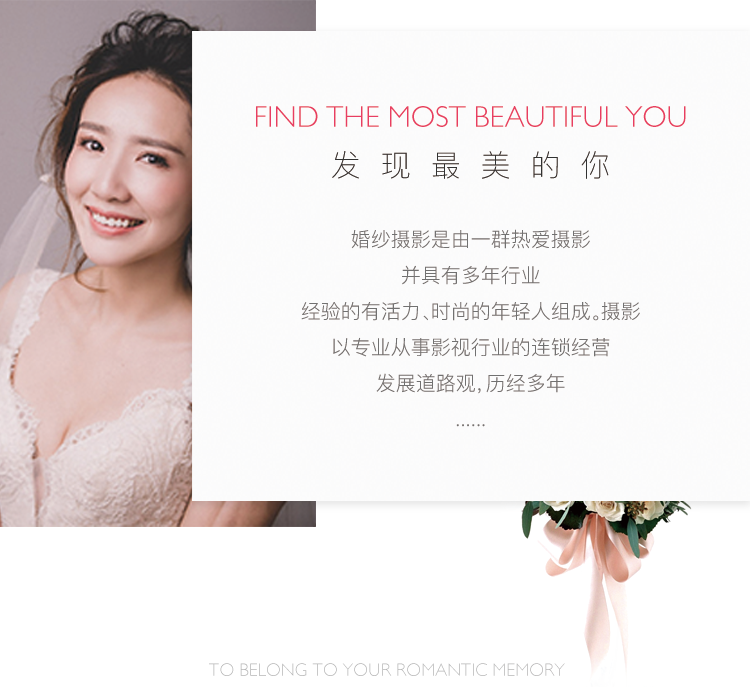 FIND THE MOST BEAUTIFUL YOU
发现最美的你
婚纱摄影是由一群热爱摄影
并具有多年行业
经验的有活力、时尚的年轻人组成。摄影
以专业从事影视行业的连锁经营
发展道路观，历经多年
......
TO BELONG TO YOUR ROMANTIC MEMORY